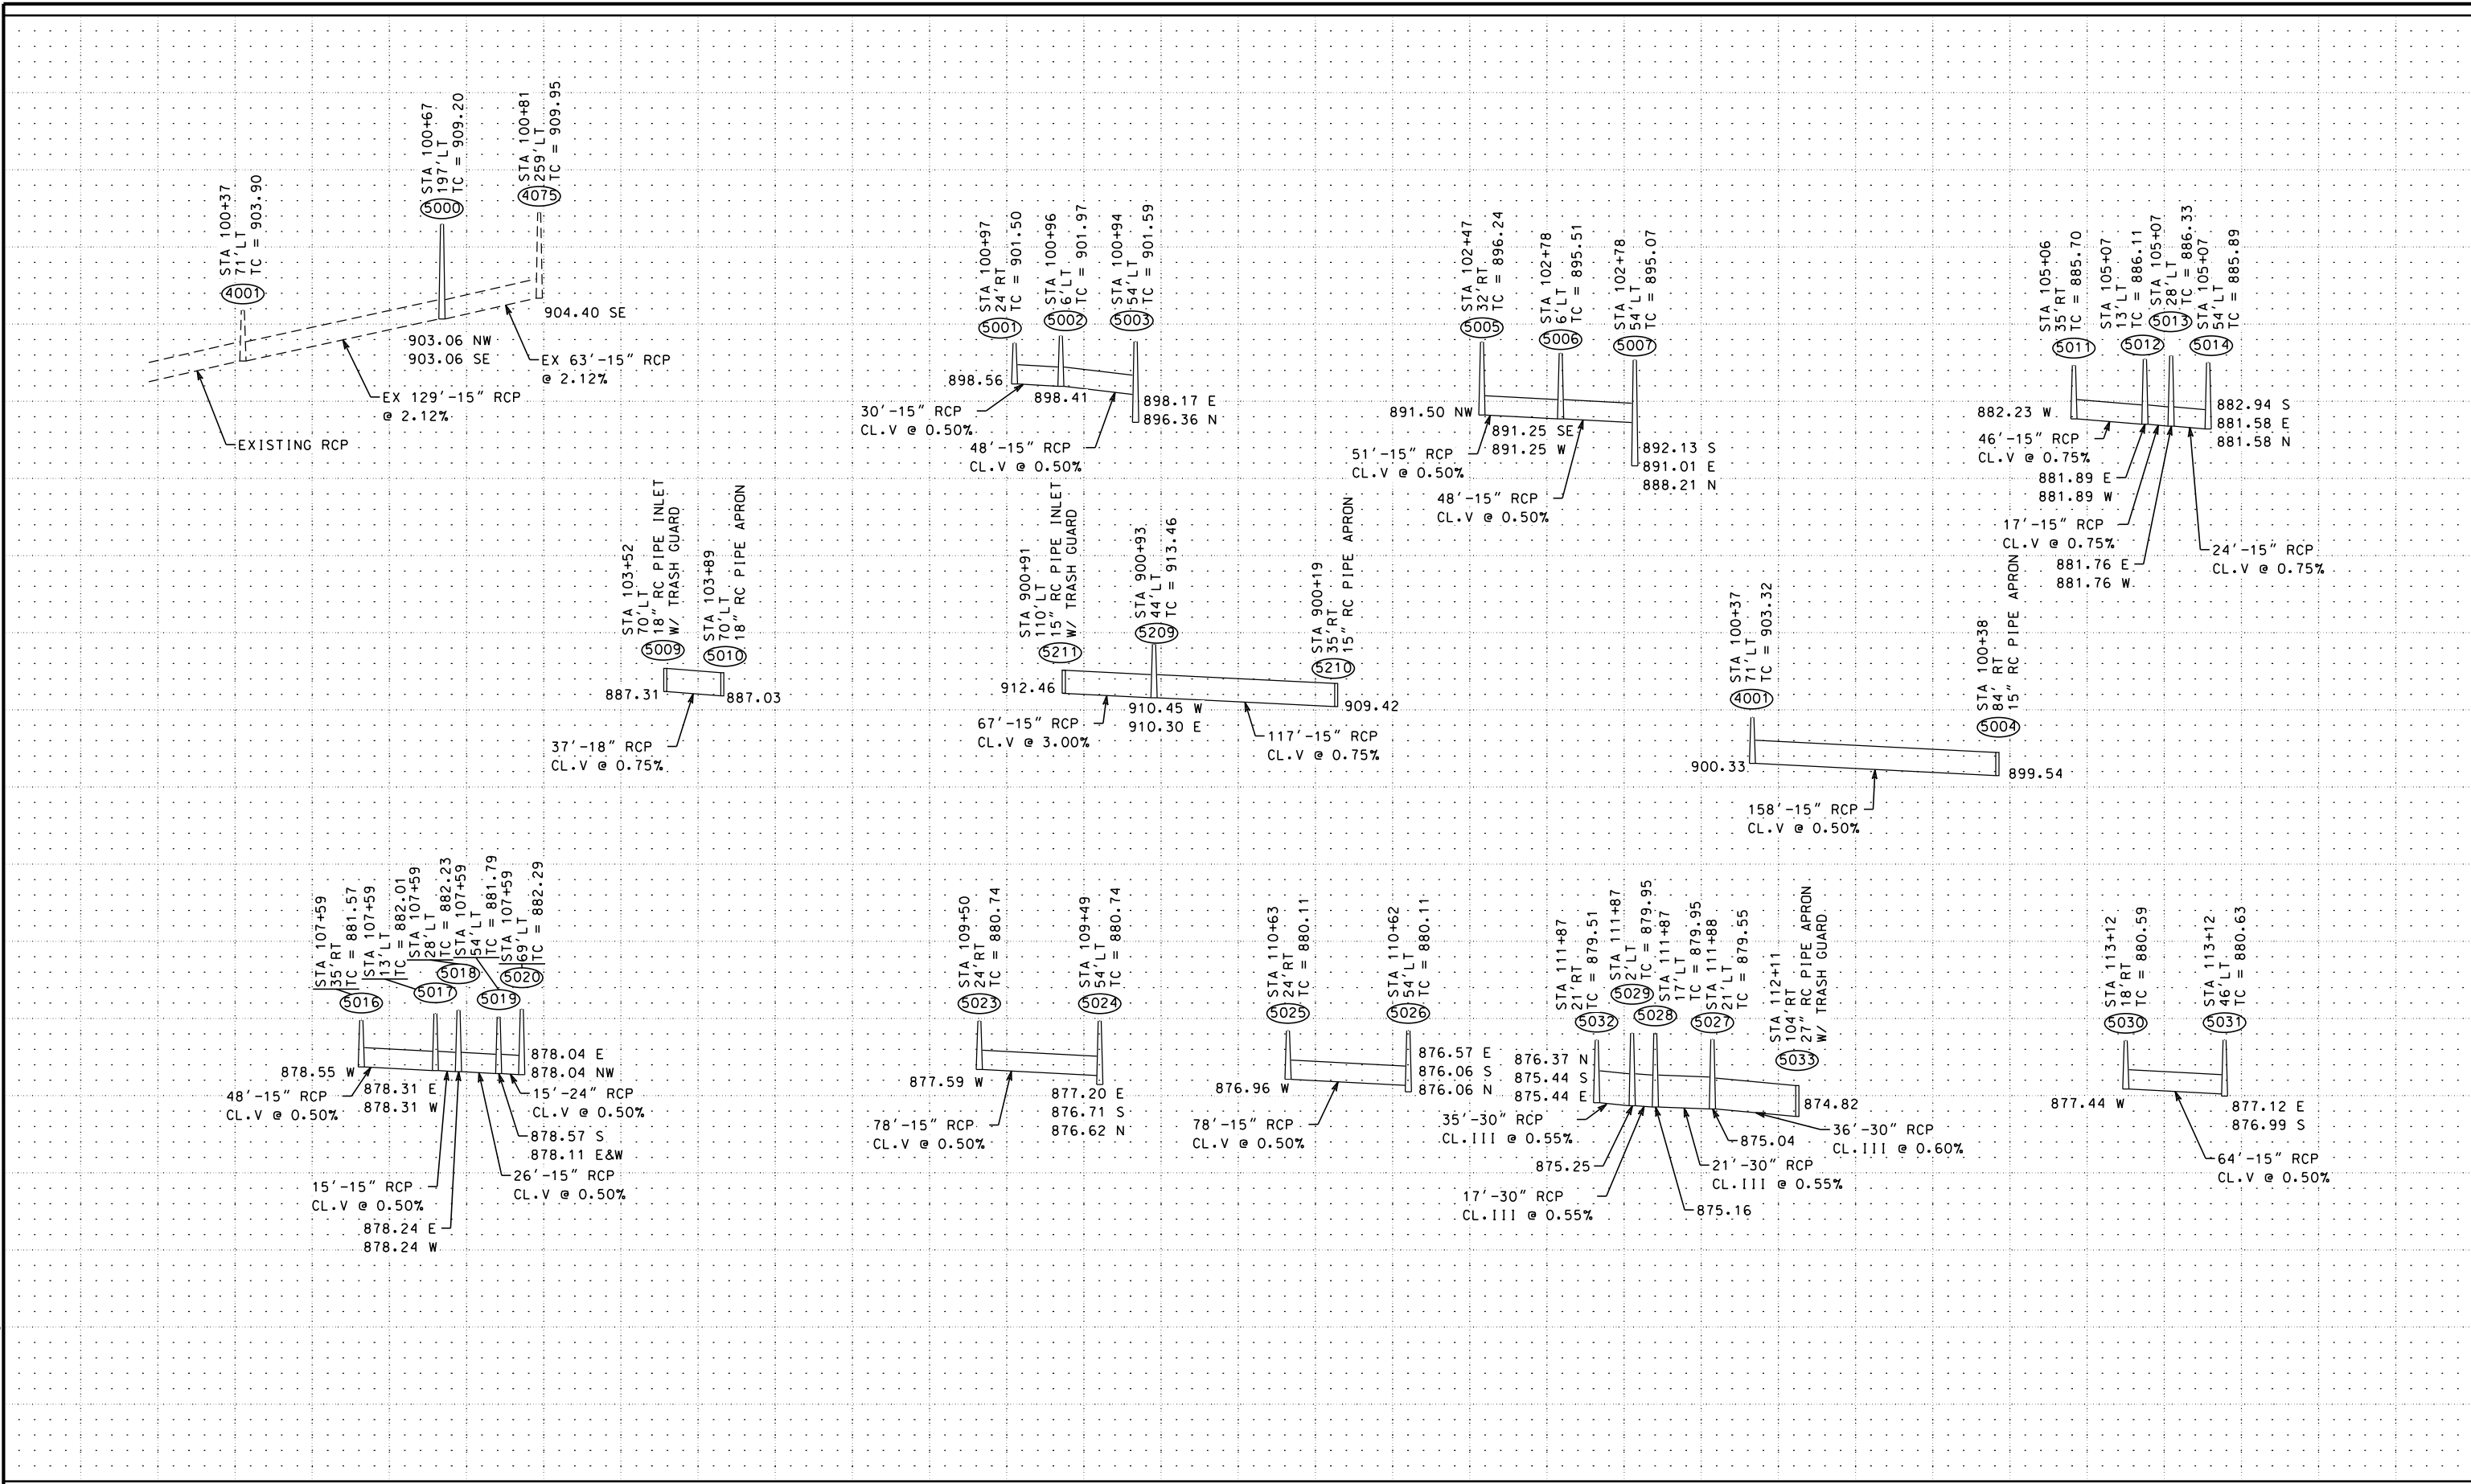 STA 100+37
71'LT
TC = 903.90
4001
STA 100+67
197'LT
TC = 909.20
5000
STA 100+81
259'LT
TC = 909.95
4075
904.40 SE
903.06 NW
903.06 SE
EX 63'-15" RCP
@ 2.12%
EX 129'-15" RCP
@ 2.12%
EXISTING RCP
STA 100+97
24'RT
TC = 901.50
5001
STA 100+96
6'LT
TC = 901.97
5002
STA 100+94
54'LT
TC = 901.59
5003
898.56
898.41
898.17 E
896.36 N
30'-15" RCP
CL.V @ 0.50%
48'-15" RCP
CL.V @ 0.50%
STA 102+47
32'RT
TC = 896.24
5005
STA 102+78
6'LT
TC = 895.51
5006
STA 102+78
54'LT
TC = 895.07
5007
891.50 NW
891.25 SE
891.25 W
892.13 S
891.01 E
888.21 N
51'-15" RCP
CL.V @ 0.50%
48'-15" RCP
CL.V @ 0.50%
STA 105+06
35'RT
TC = 885.70
5011
STA 105+07
13'LT
TC = 886.11
5012
STA 105+07
28'LT
TC = 886.33
5013
STA 105+07
54'LT
TC = 885.89
5014
882.23 W
882.94 S
881.58 E
881.58 N
46'-15" RCP
CL.V @ 0.75%
881.89 E
881.89 W
17'-15" RCP
CL.V @ 0.75%
881.76 E
881.76 W
24'-15" RCP
CL.V @ 0.75%
STA 103+52
70'LT
18" RC PIPE INLET
W/ TRASH GUARD
5009
STA 103+89
70'LT
18" RC PIPE APRON
5010
887.31
887.03
37'-18" RCP
CL.V @ 0.75%
STA 900+91
110'LT
15" RC PIPE INLET
W/ TRASH GUARD
5211
STA 900+93
44'LT
TC = 913.46
5209
STA 900+19
35'RT
15" RC PIPE APRON
5210
912.46
910.45 W
910.30 E
909.42
67'-15" RCP
CL.V @ 3.00%
117'-15" RCP
CL.V @ 0.75%
STA 100+37
71'LT
TC = 903.32
4001
STA 100+38
84' RT
15" RC PIPE APRON
5004
900.33
899.54
158'-15" RCP
CL.V @ 0.50%
STA 107+59
35'RT
TC = 881.57
5016
STA 107+59
13'LT
TC = 882.01
5017
STA 107+59
28'LT
TC = 882.23
5018
STA 107+59
54'LT
TC = 881.79
5019
STA 107+59
69'LT
TC = 882.29
5020
878.55 W
878.31 E
878.31 W
878.04 E
878.04 NW
48'-15" RCP
CL.V @ 0.50%
15'-24" RCP
CL.V @ 0.50%
878.57 S
878.11 E&W
26'-15" RCP
CL.V @ 0.50%
15'-15" RCP
CL.V @ 0.50%
878.24 E
878.24 W
STA 109+50
24'RT
TC = 880.74
5023
STA 109+49
54'LT
TC = 880.74
5024
877.59 W
877.20 E
876.71 S
876.62 N
78'-15" RCP
CL.V @ 0.50%
STA 110+63
24'RT
TC = 880.11
5025
STA 110+62
54'LT
TC = 880.11
5026
876.96 W
876.57 E
876.06 S
876.06 N
78'-15" RCP
CL.V @ 0.50%
STA 111+87
21'RT
TC = 879.51
5032
STA 111+87
2'LT
TC = 879.95
5029
STA 111+87
17'LT
TC = 879.95
5028
STA 111+88
21'LT
TC = 879.55
5027
STA 112+11
104'RT
27" RC PIPE APRON
W/ TRASH GUARD
5033
876.37 N
875.44 S
875.44 E
874.82
35'-30" RCP
CL.III @ 0.55%
875.25
17'-30" RCP
CL.III @ 0.55%
875.04
36'-30" RCP
CL.III @ 0.60%
21'-30" RCP
CL.III @ 0.55%
875.16
STA 113+12
18'RT
TC = 880.59
5030
STA 113+12
46'LT
TC = 880.63
5031
877.44 W
877.12 E
876.99 S
64'-15" RCP
CL.V @ 0.50%